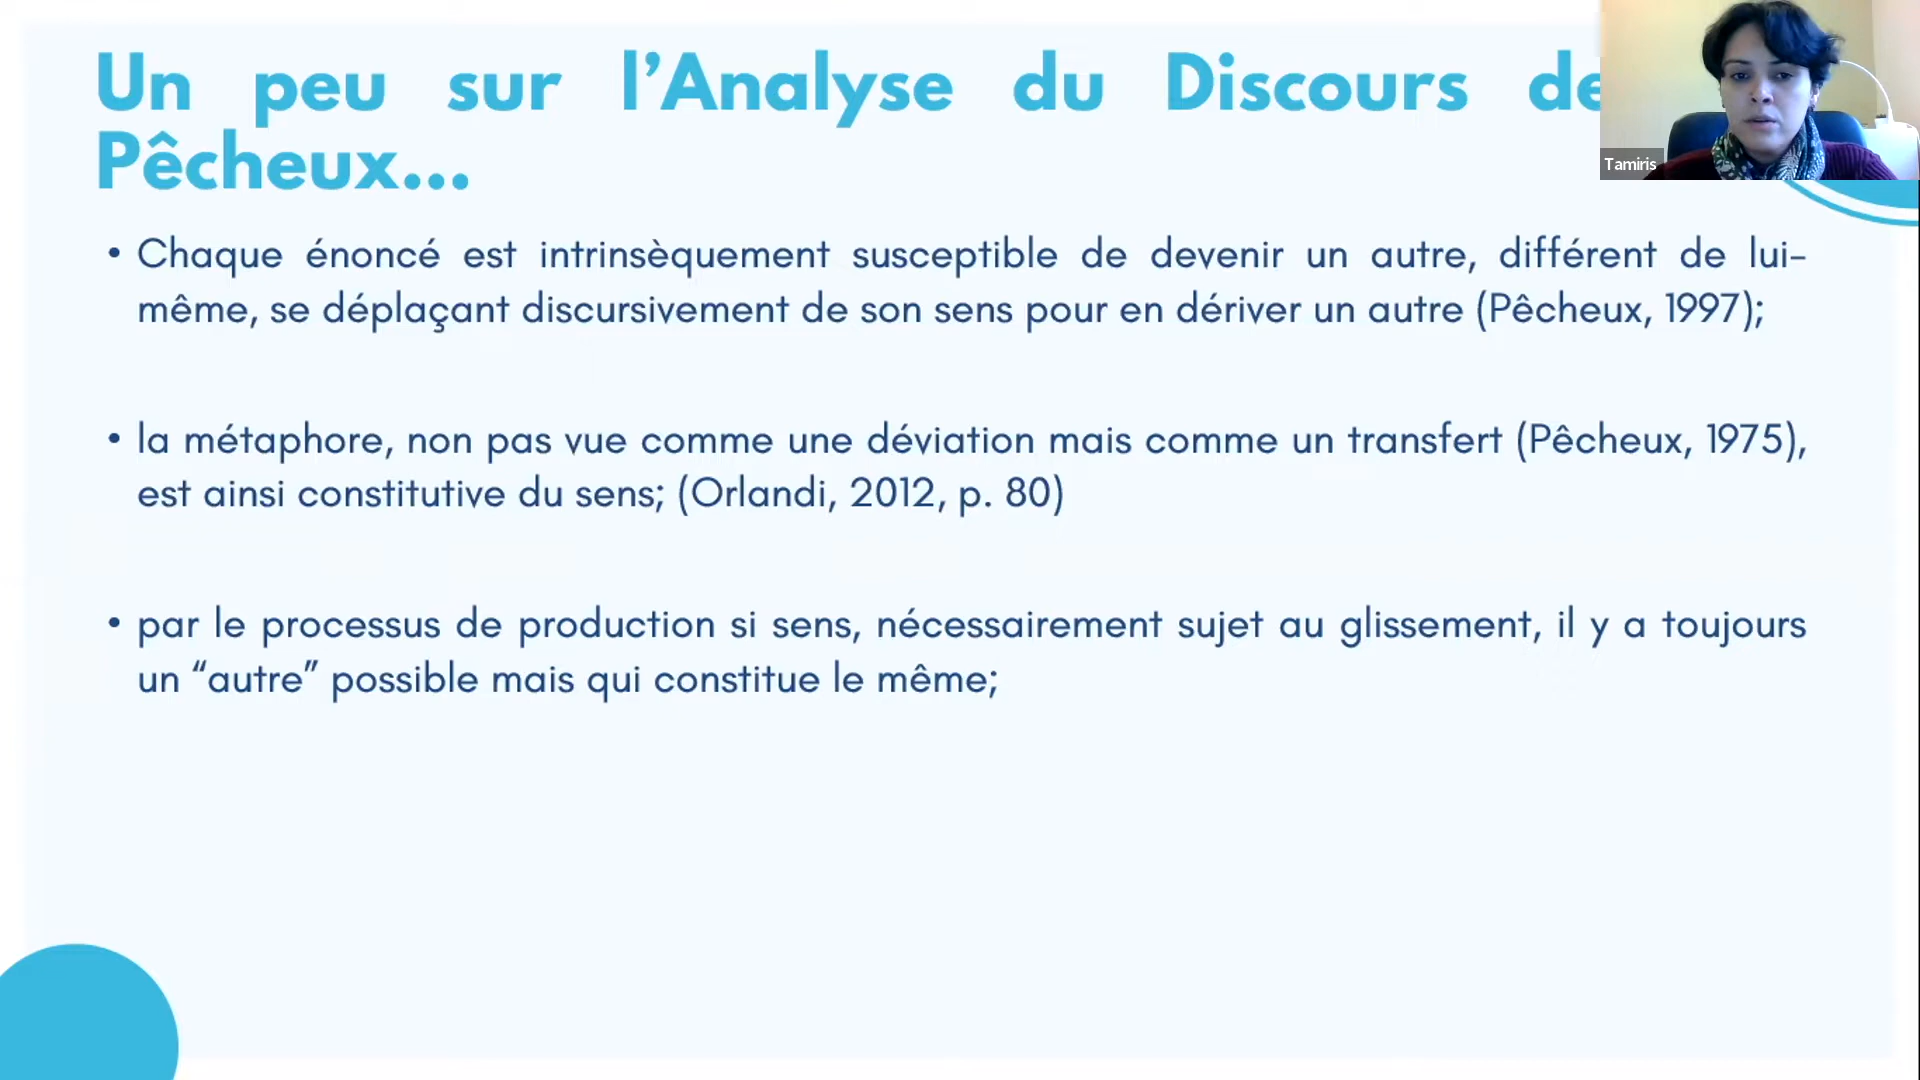 Un peu sur l’Analyse du Discours de
Pêcheux...
• Chaque énoncé est intrinsèquement susceptible de devenir un autre, différent de lui-
même, se déplaçant discursivement de son sens pour en dériver un autre (Pêcheux, 1997);
• la métaphore, non pas vue comme une déviation mais comme un transfert (Pêcheux, 1975),
est ainsi constitutive du sens; (Orlandi, 2012, p. 80)
• par le processus de production si sens, nécessairement sujet au glissement, il y a toujours
un “autre” possible mais qui constitue le même;
Tamiris